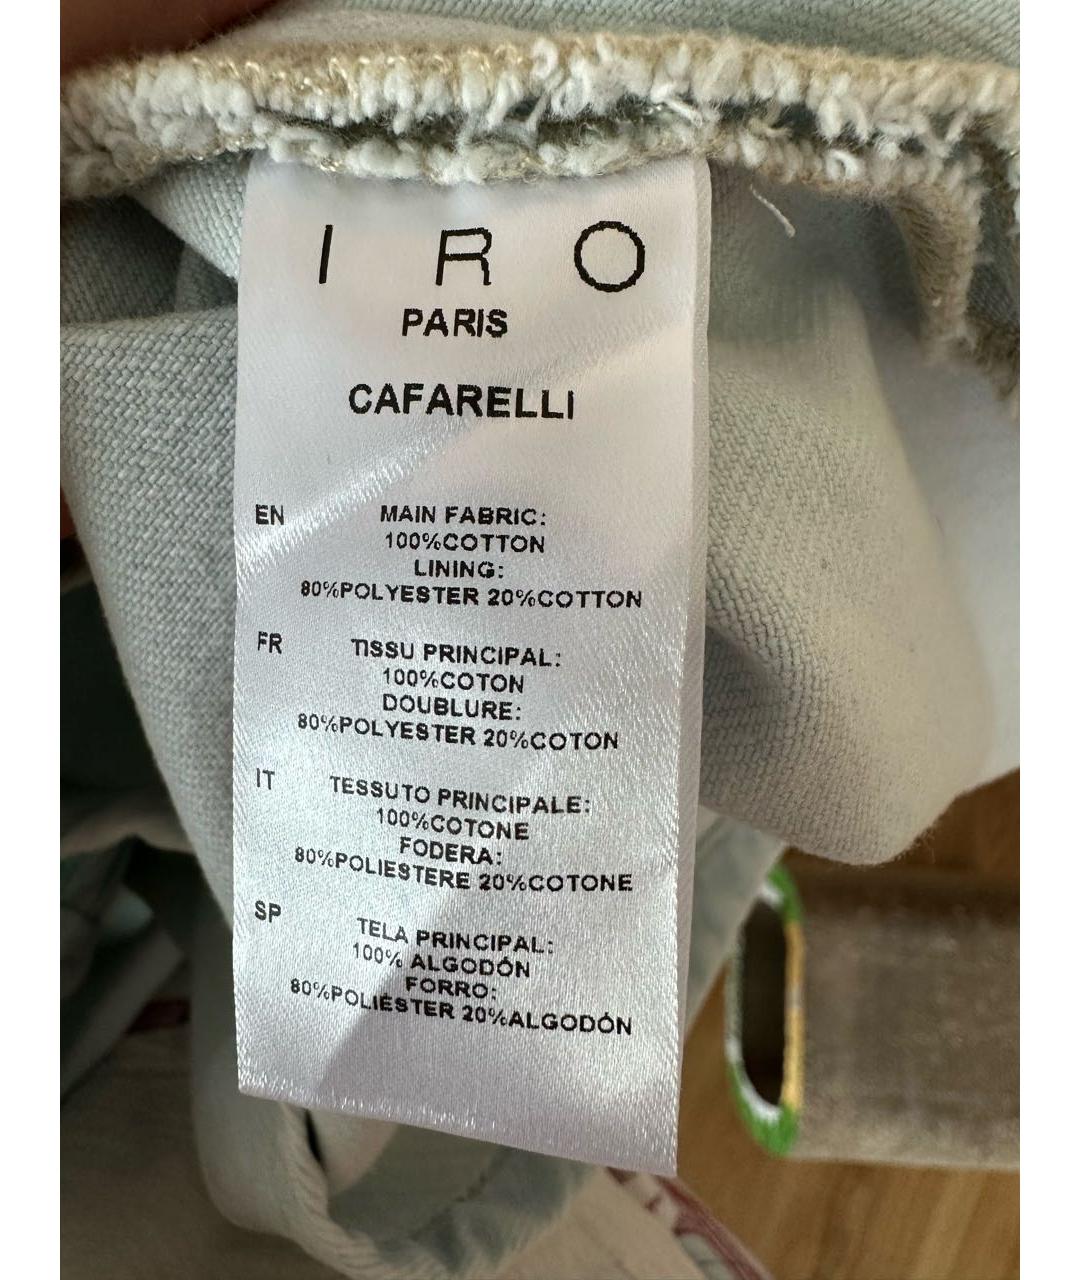 IRO
PARIS
CAFARELLI
EN
MAIN FABRIC:
100%COTTON
LINING:
80%POLYESTER 20%COTTON
FR
TISSU PRINCIPAL:
100%COTON
DOUBLURE:
80%POLYESTER 20%COTON
IT
TESSUTO PRINCIPALE:
100%COTONE
FODERA:
80%POLIESTERE 20%COTONE
SP
TELA PRINCIPAL:
100% ALGODÓN
FORRO:
80%POLIÉSTER 20%ALGODÓN